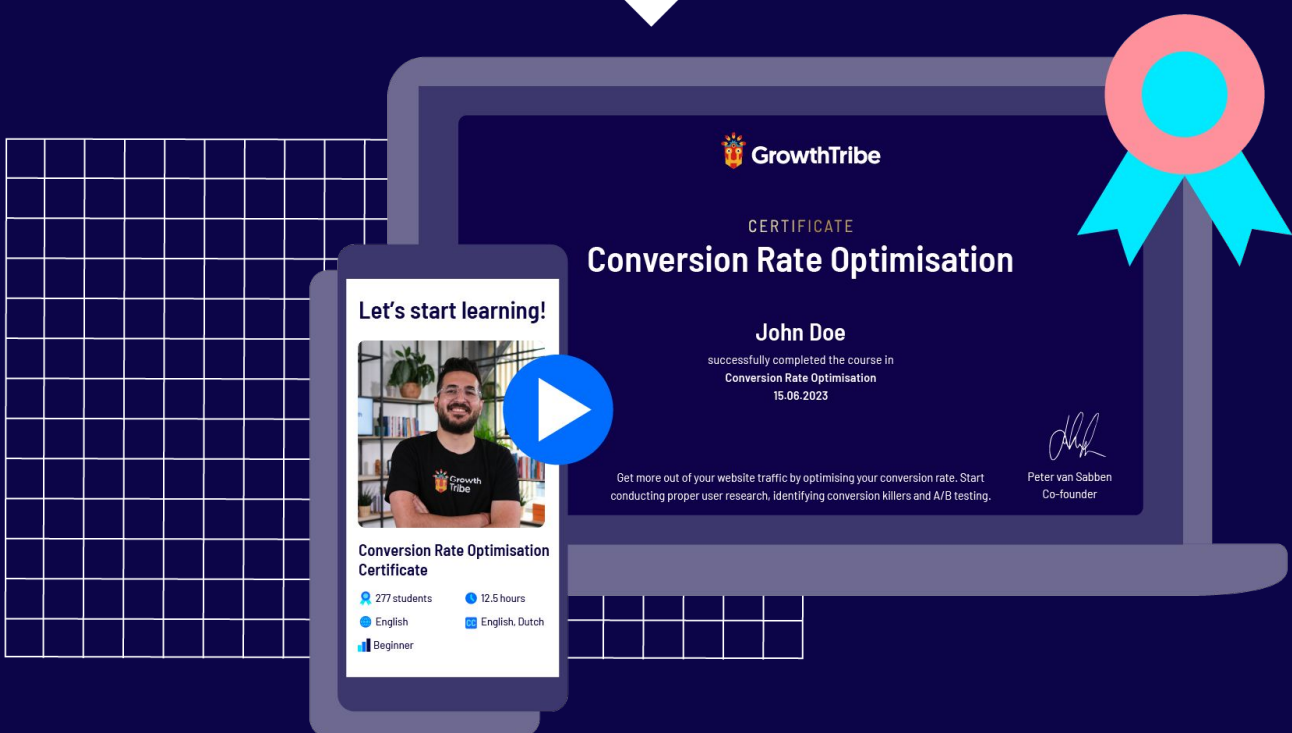 GrowthTribe
CERTIFICATE
Conversion Rate Optimisation
John Doe
successfully completed the course in
Conversion Rate Optimisation
15.06.2023
Get more out of your website traffic by optimising your conversion rate. Start
conducting proper user research, identifying conversion killers and A/B testing.
Peter van Sabben
Co-founder
Let's start learning!
Growth
Tribe
Conversion Rate Optimisation
Certificate
277 students
12.5 hours
English
CC English, Dutch
Beginner